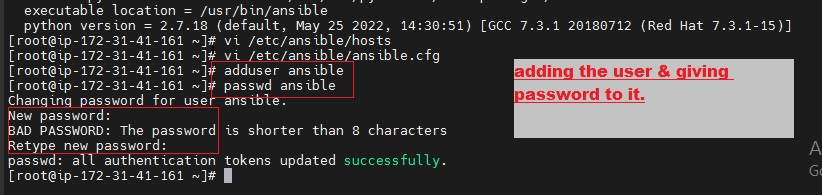 executable location = /usr/bin/ansible
python version = 2.7.18 (default, May 25 2022, 14:30:51) [GCC 7.3.1 20180712 (Red Hat 7.3.1-15)]
[root@ip-172-31-41-161 ~]# vi /etc/ansible/hosts
[root@ip-172-31-41-161 ~]# vi /etc/ansible/ansible.cfg
[root@ip-172-31-41-161 ~]# adduser ansible
[root@ip-172-31-41-161 ~]# passwd ansible
Changing password for user ansible.
New password:
BAD PASSWORD: The password is shorter than 8 characters
Retype new password:
passwd: all authentication tokens updated successfully.
[root@ip-172-31-41-161 ~]#
adding the user & giving
password to it.